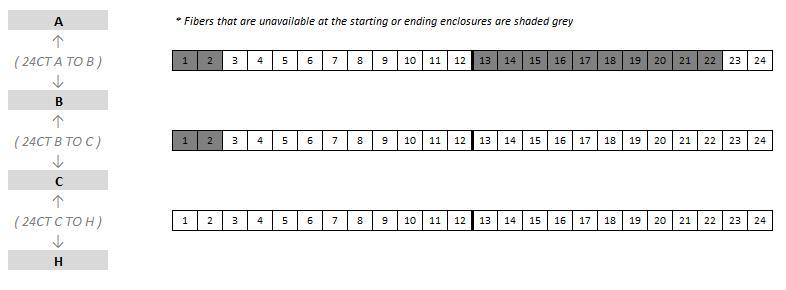 A
* Fibers that are unavailable at the starting or ending enclosures are shaded grey
↑
( 24CT A TO B ) 1 2 3 4 5 6 7 8 9 10 11 12 13 14 15 16 17 18 19 20 21 22 23 24
↓
B
↑
( 24CT B TO C ) 1 2 3 4 5 6 7 8 9 10 11 12 13 14 15 16 17 18 19 20 21 22 23 24
↓
C
↑
( 24CT C TO H ) 1 2 3 4 5 6 7 8 9 10 11 12 13 14 15 16 17 18 19 20 21 22 23 24
↓
H